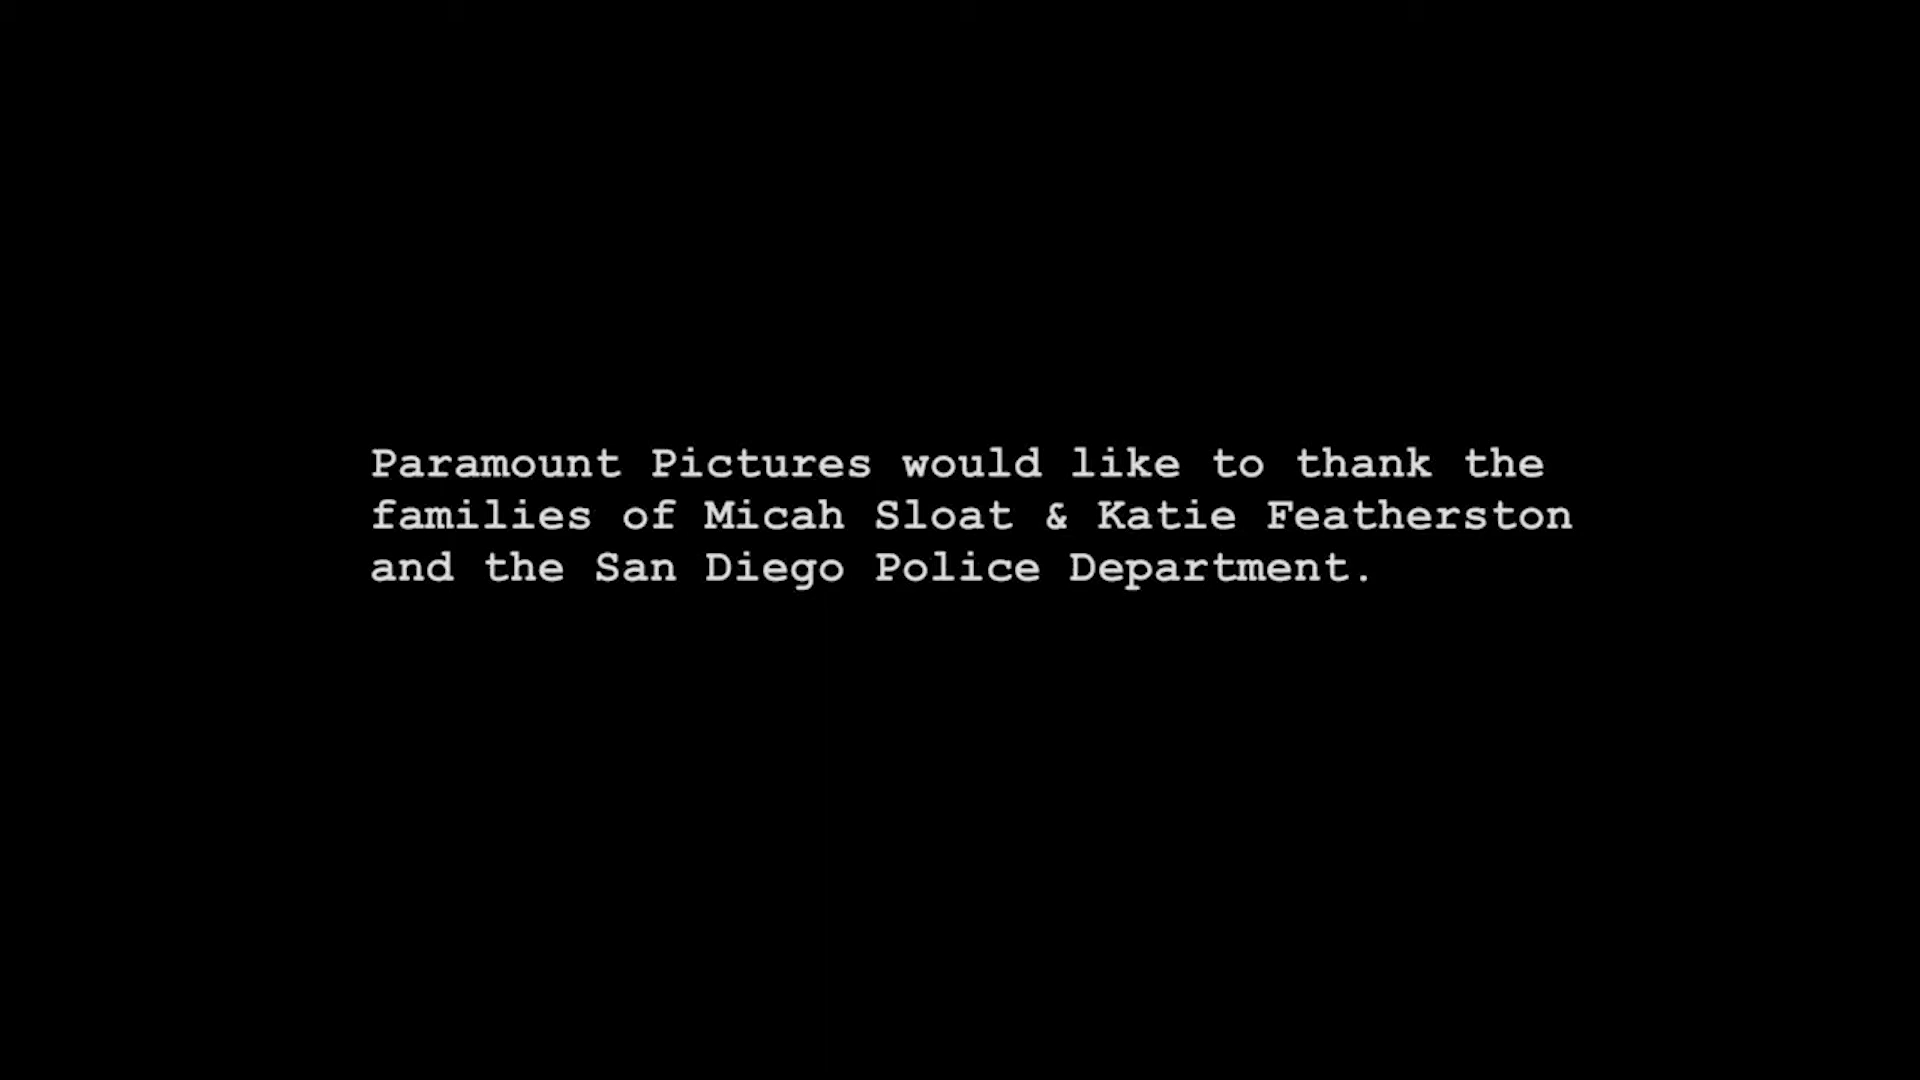 Paramount Pictures would like to thank the
families of Micah Sloat & Katie Featherston
and the San Diego Police Department.